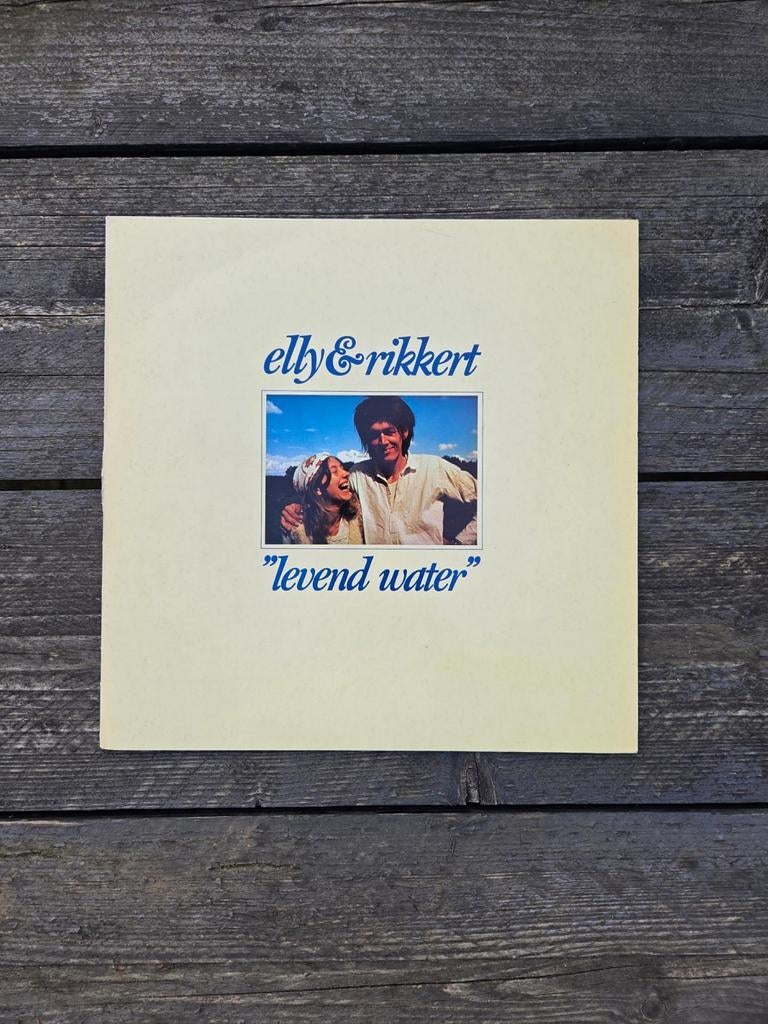 elly & rikkert
”levend water”